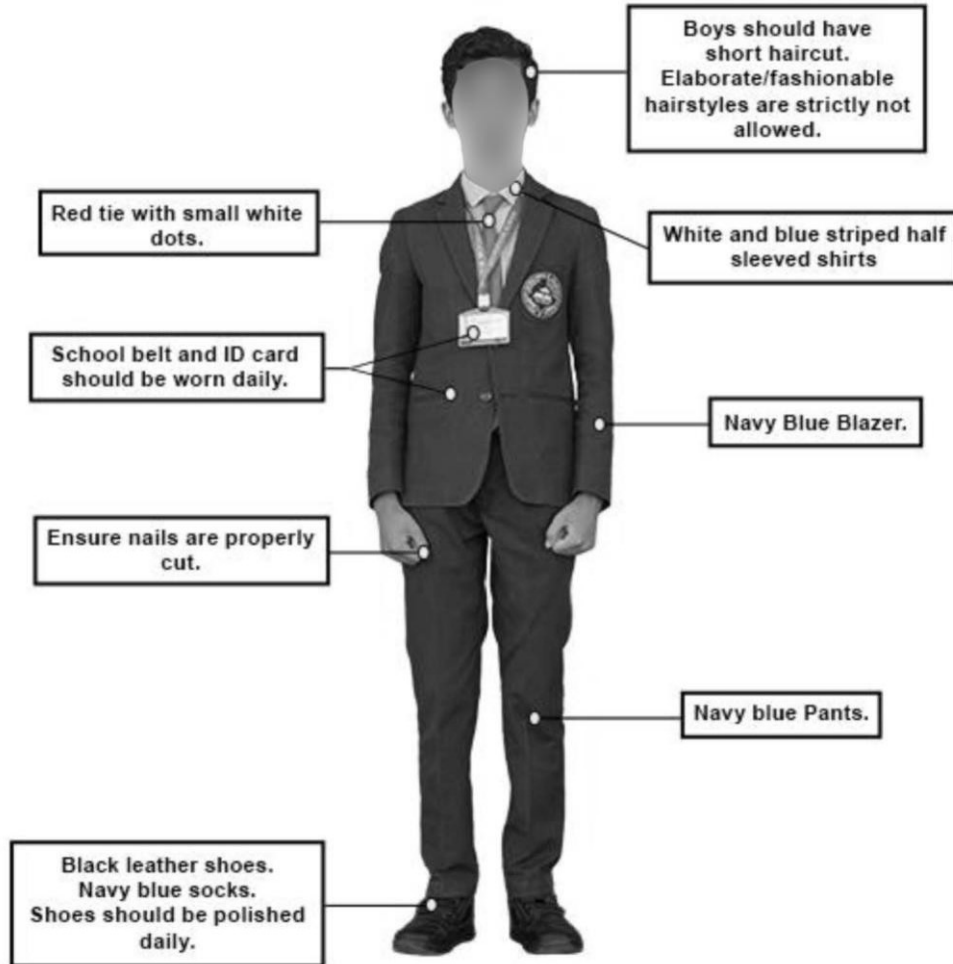 Boys should have
short haircut.
Elaborate/fashionable
hairstyles are strictly not
allowed.
Red tie with small white
dots.
White and blue striped half
sleeved shirts
School belt and ID card
should be worn daily.
Navy Blue Blazer.
Ensure nails are properly
cut.
Navy blue Pants.
Black leather shoes.
Navy blue socks.
Shoes should be polished
daily.